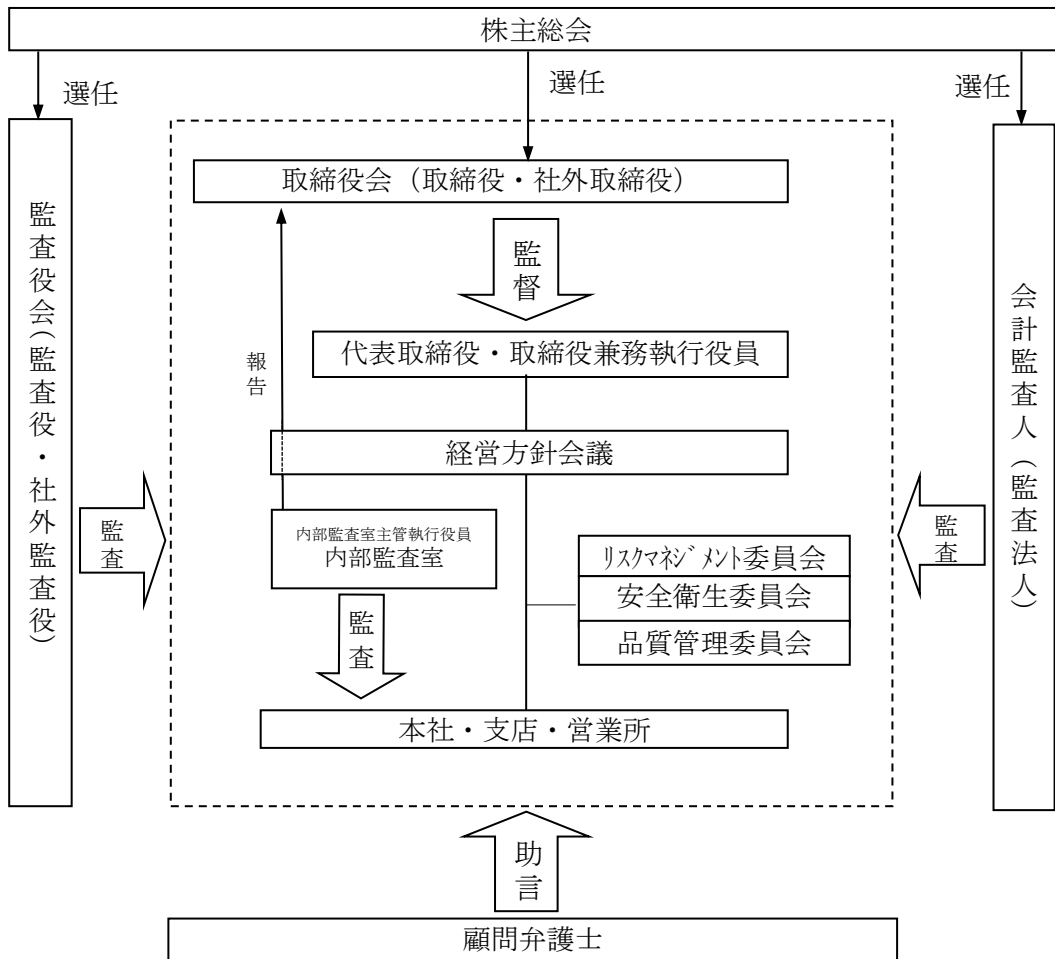 株主総会
選任
選任
選任
監査役会(監査役・社外監査役)
取締役会（取締役・社外取締役）
監督
報告
代表取締役・取締役兼務執行役員
経営方針会議
内部監査室主管執行役員
内部監査室
監査
リスクマネジメント委員会
安全衛生委員会
品質管理委員会
監査
本社・支店・営業所
監査
会計監査人（監査法人）
助言
顧問弁護士